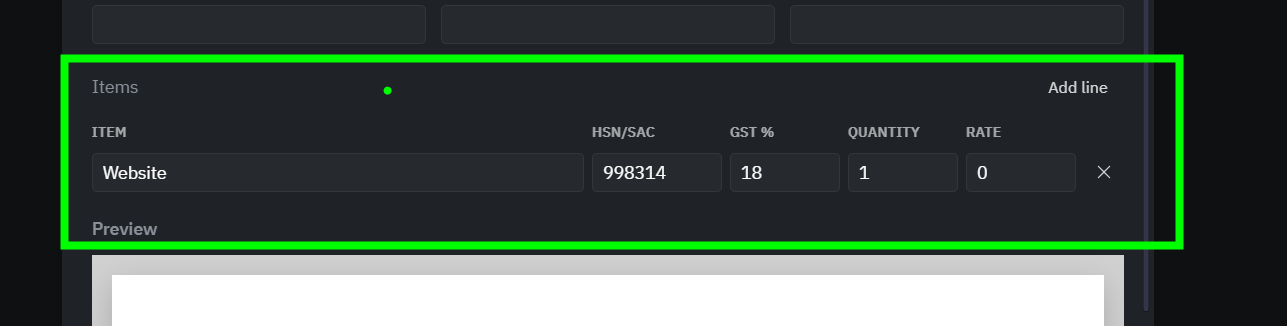 Items Add line
ITEM HSN/SAC GST % QUANTITY RATE
Website 998314 18 1 0
Preview